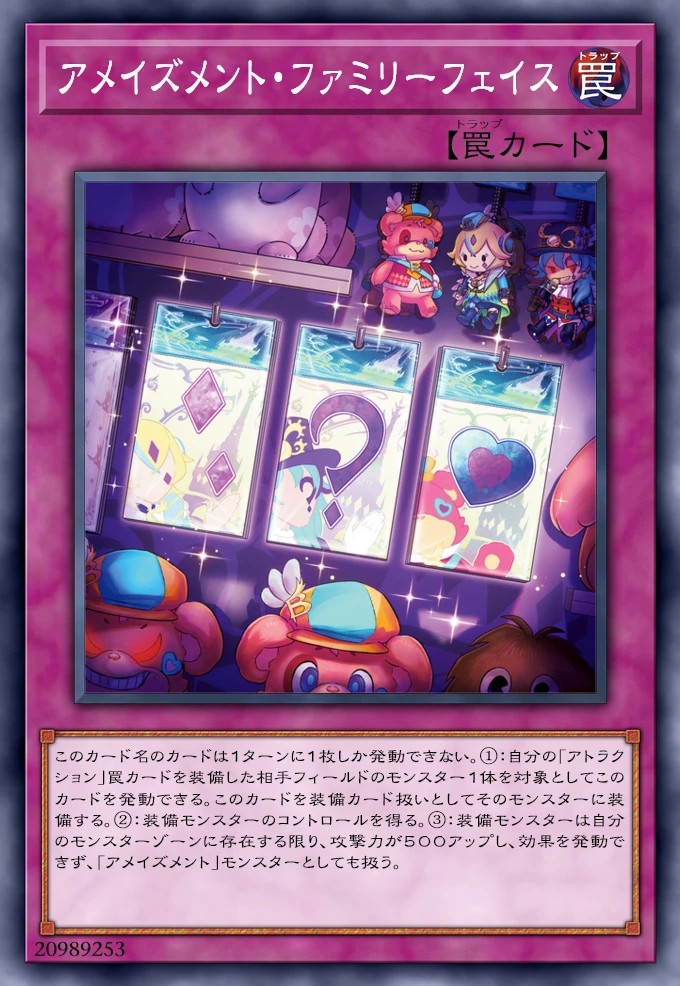 アメイズメント・ファミリーフェイス
トラップ
罠
トラップ
【罠カード】
B
このカード名のカードは1ターンに1枚しか発動できない。①:自分の「アトラク
ション」罠カードを装備した相手フィールドのモンスター1体を対象としてこの
カードを発動できる。このカードを装備カード扱いとしてそのモンスターに装
備する。②:装備モンスターのコントロールを得る。③:装備モンスターは自分
のモンスターゾーンに存在する限り、攻撃力が500アップし、効果を発動で
きず、「アメイズメント」モンスターとしても扱う。
20989253